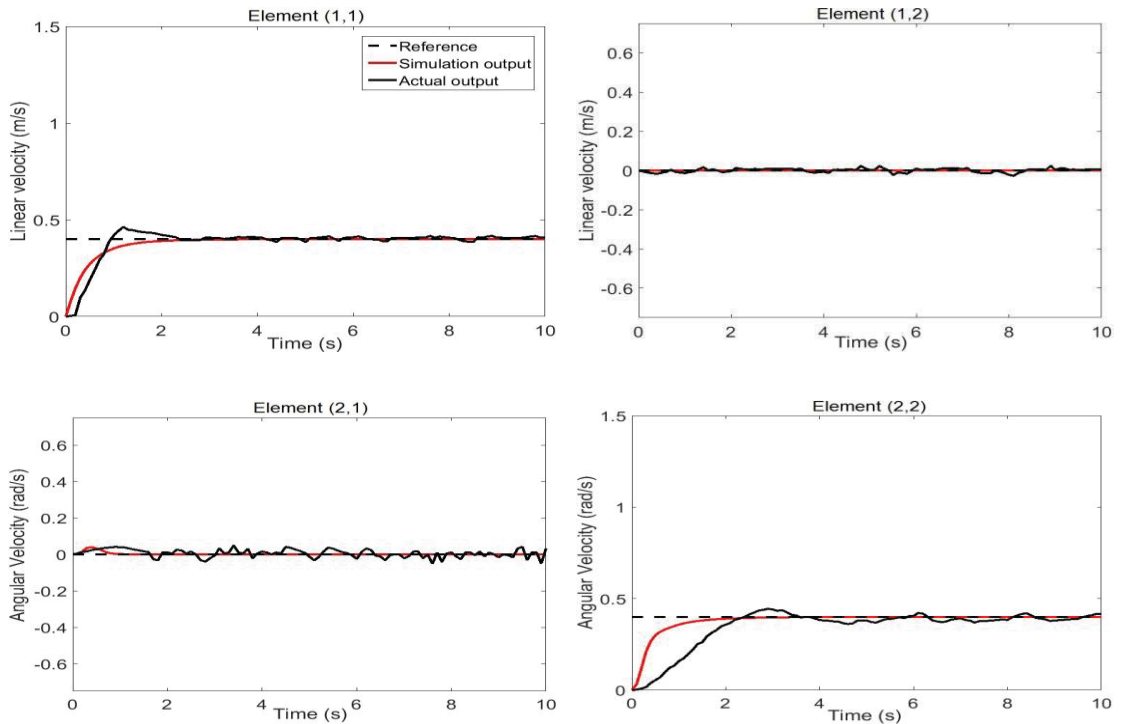 Element (1,1)
1.5
1
0.5
0
Linear velocity (m/s)
Reference
Simulation output
Actual output
0 2 4 6 8 10
Time (s)
Element (1,2)
0.6
0.4
0.2
0
-0.2
-0.4
-0.6
Linear velocity (m/s)
0 2 4 6 8 10
Time (s)
Element (2,1)
0.6
0.4
0.2
0
-0.2
-0.4
-0.6
Angular Velocity (rad/s)
0 2 4 6 8 10
Time (s)
Element (2,2)
1.5
1
0.5
0
Angular Velocity (rad/s)
0 2 4 6 8 10
Time (s)